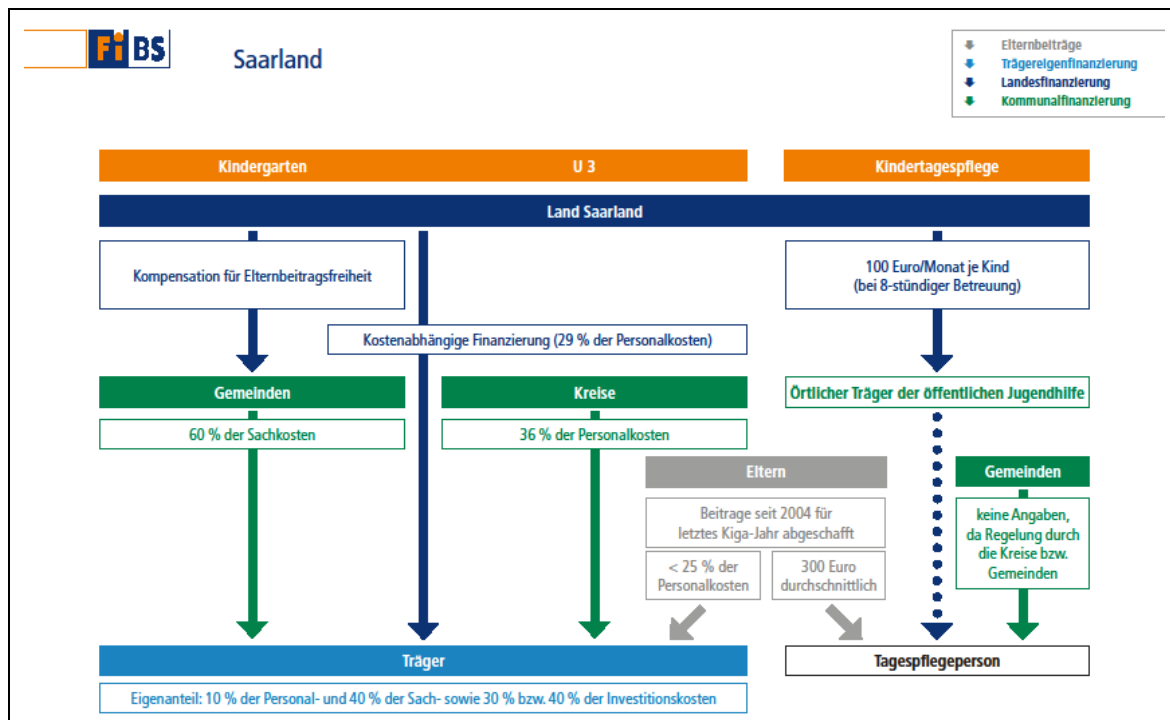 FiBS
Saarland
Elternbeiträge
Trägereigenfinanzierung
Landesfinanzierung
Kommunalfinanzierung
Kindergarten
U 3
Kindertagespflege
Land Saarland
Kompensation für Elternbeitragsfreiheit
100 Euro/Monat je Kind
(bei 8-stündiger Betreuung)
Kostenabhängige Finanzierung (29 % der Personalkosten)
Gemeinden
Kreise
Örtlicher Träger der öffentlichen Jugendhilfe
60 % der Sachkosten
36 % der Personalkosten
Eltern
Gemeinden
Beitrage seit 2004 für
letztes Kiga-Jahr abgeschafft
keine Angaben,
da Regelung durch
die Kreise bzw.
Gemeinden
< 25 % der
Personalkosten
300 Euro
durchschnittlich
Träger
Tagespflegeperson
Eigenanteil: 10 % der Personal- und 40 % der Sach- sowie 30 % bzw. 40 % der Investitionskosten